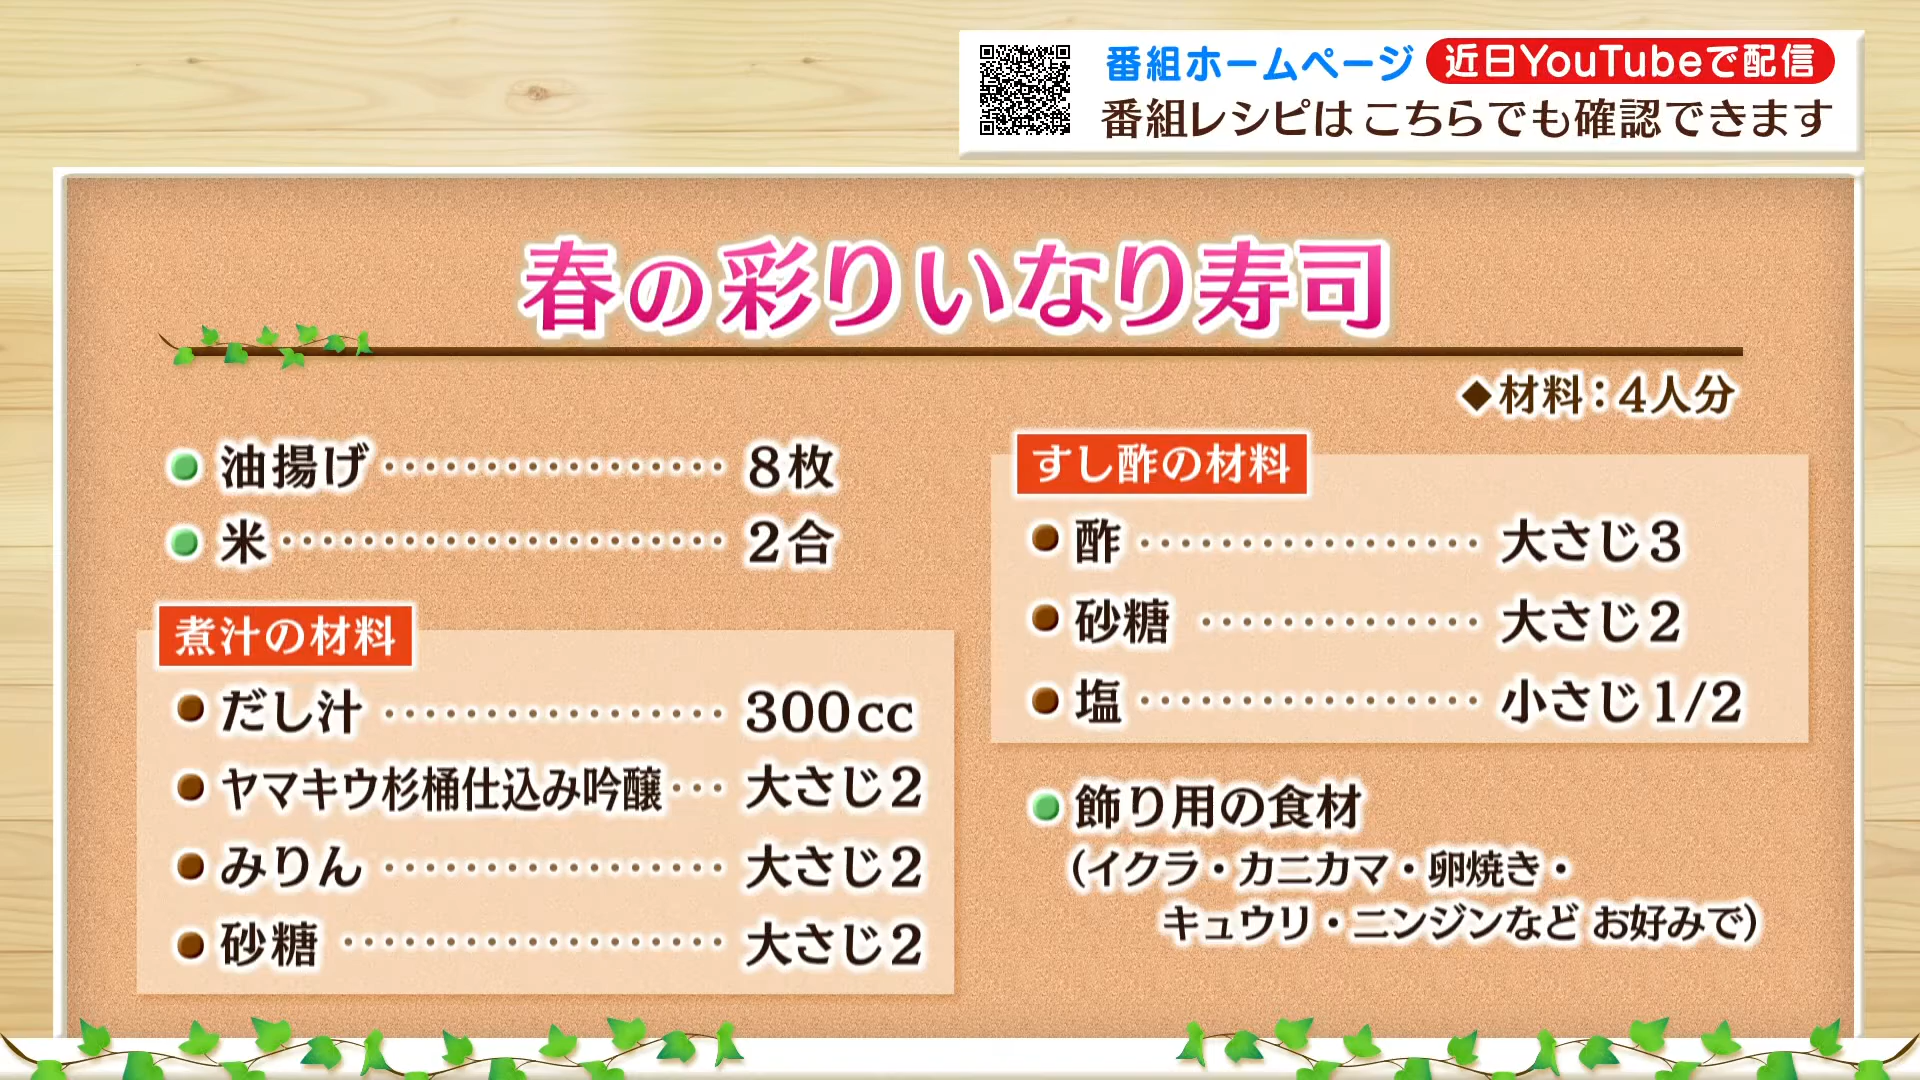 番組ホームページ 近日YouTubeで配信
番組レシピは こちらでも確認できます
春の彩りいなり寿司
◆材料：4人分
油揚げ……………… 8枚
米…………………… 2合
煮汁の材料
だし汁 ……………… 300cc
ヤマキウ杉桶仕込み吟醸… 大さじ2
みりん ……………… 大さじ2
砂糖 ………………… 大さじ2
すし酢の材料
酢 ……………… 大さじ3
砂糖 …………… 大さじ2
塩 ……………… 小さじ1/2
飾り用の食材
（イクラ・カニカマ・卵焼き・
キュウリ・ニンジンなど お好みで）